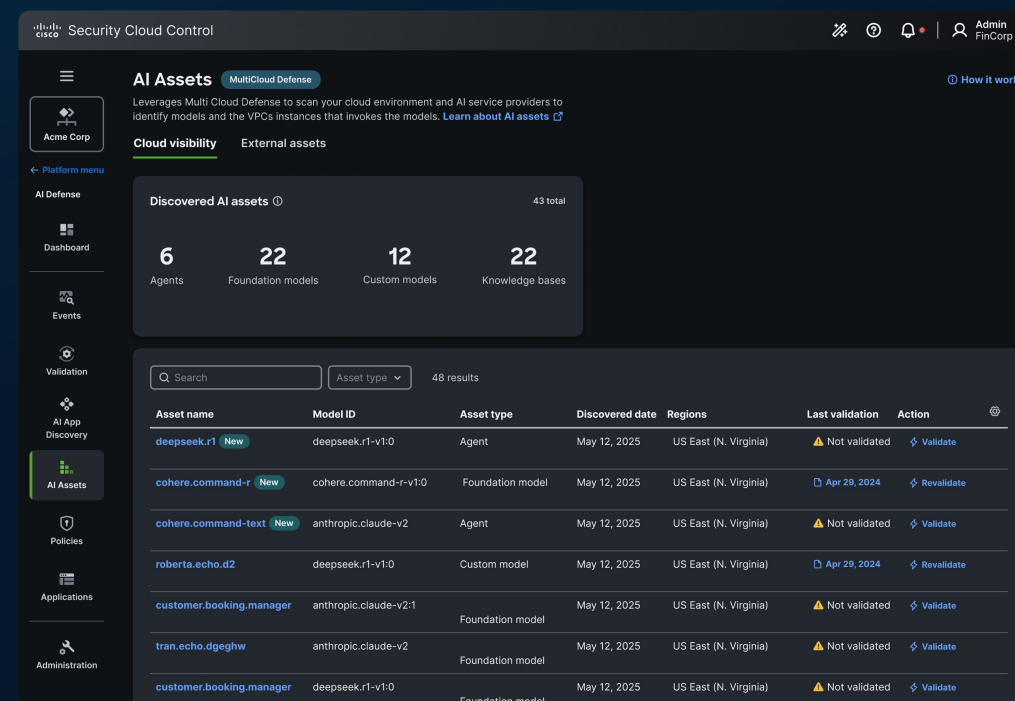 cisco Security Cloud Control
Admin
FinCorp
AI Assets MultiCloud Defense
How it
Leverages Multi Cloud Defense to scan your cloud environment and AI service providers to
identify models and the VPCs instances that invokes the models. Learn about AI assets
Cloud visibility External assets
Acme Corp
Platform menu
AI Defense
Dashboard
Events
Validation
AI App
Discovery
AI Assets
Policies
Applications
Administration
Discovered AI assets 43 total
6 22 12 22
Agents Foundation models Custom models Knowledge bases
Search Asset type 48 results
Asset name Model ID Asset type Discovered date Regions Last validation Action
deepseek.r1 New deepseek.r1-v1:0 Agent May 12, 2025 US East (N. Virginia) Not validated Validate
cohere.command-r New cohere.command-r-v1:0 Foundation model May 12, 2025 US East (N. Virginia) Apr 29, 2024 Revalidate
cohere.command-text New anthropic.claude-v2 Agent May 12, 2025 US East (N. Virginia) Not validated Validate
roberta.echo.d2 deepseek.r1-v1:0 Custom model May 12, 2025 US East (N. Virginia) Apr 29, 2024 Revalidate
customer.booking.manager anthropic.claude-v2:1 May 12, 2025 US East (N. Virginia) Not validated Validate
Foundation model
tran.echo.dgeghw anthropic.claude-v2 May 12, 2025 US East (N. Virginia) Not validated Validate
Foundation model
customer.booking.manager deepseek.r1-v1:0 May 12, 2025 US East (N. Virginia) Not validated Validate
Foundation model